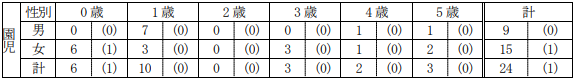 園児 性別 0歳 1歳 2歳 3歳 4歳 5歳 計
男 0 (0) 7 (0) 0 (0) 0 (0) 1 (0) 1 (0) 9 (0)
女 6 (1) 3 (0) 0 (0) 3 (0) 1 (0) 2 (0) 15 (1)
計 6 (1) 10 (0) 0 (0) 3 (0) 2 (0) 3 (0) 24 (1)